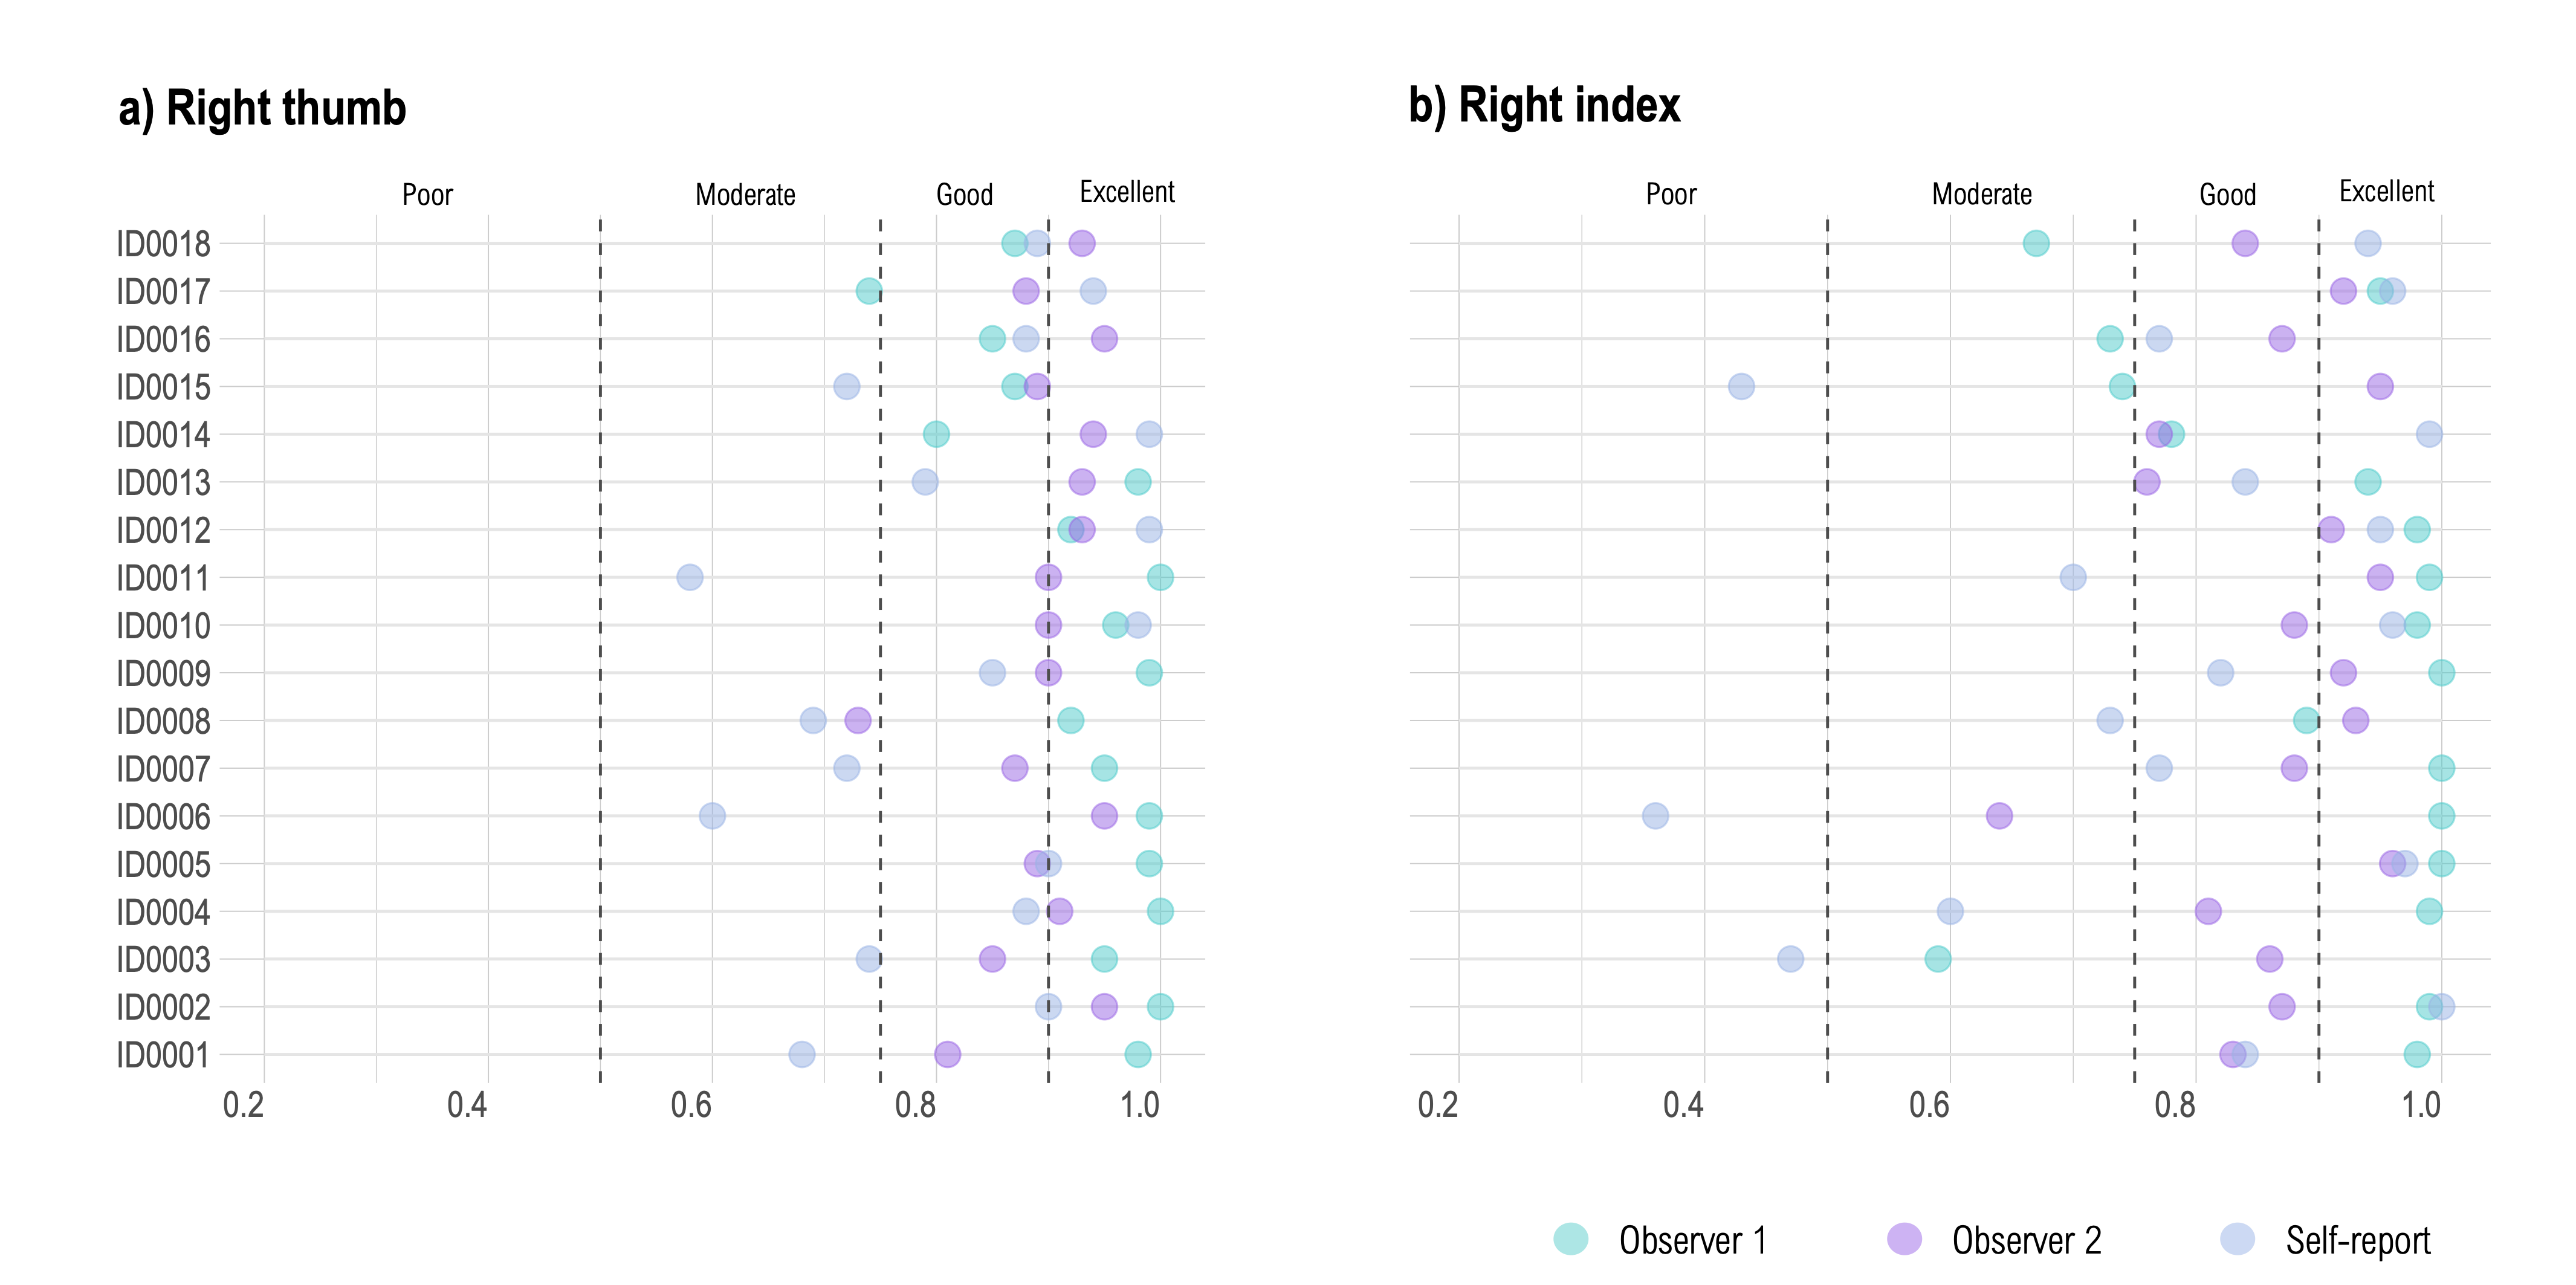 a) Right thumb
b) Right index
Poor Moderate Good Excellent
Poor Moderate Good Excellent
ID0018
ID0017
ID0016
ID0015
ID0014
ID0013
ID0012
ID0011
ID0010
ID0009
ID0008
ID0007
ID0006
ID0005
ID0004
ID0003
ID0002
ID0001
0.2 0.4 0.6 0.8 1.0
0.2 0.4 0.6 0.8 1.0
Observer 1 Observer 2 Self-report